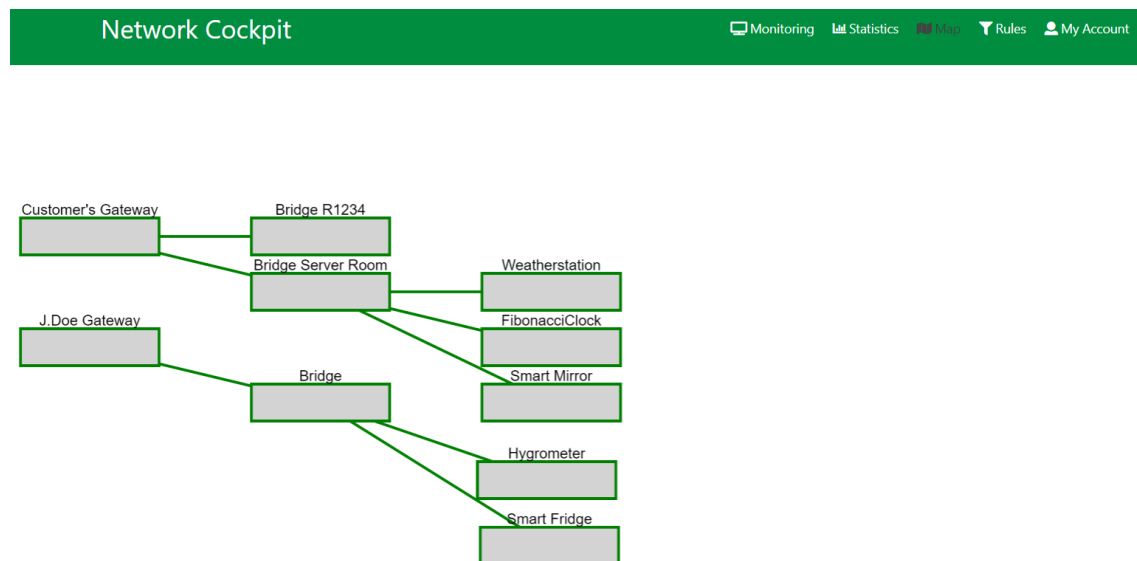 Network Cockpit
Monitoring Statistics Map Rules My Account
Customer's Gateway Bridge R1234
Bridge Server Room Weatherstation
J.Doe Gateway FibonacciClock
Bridge Smart Mirror
Hygrometer
Smart Fridge